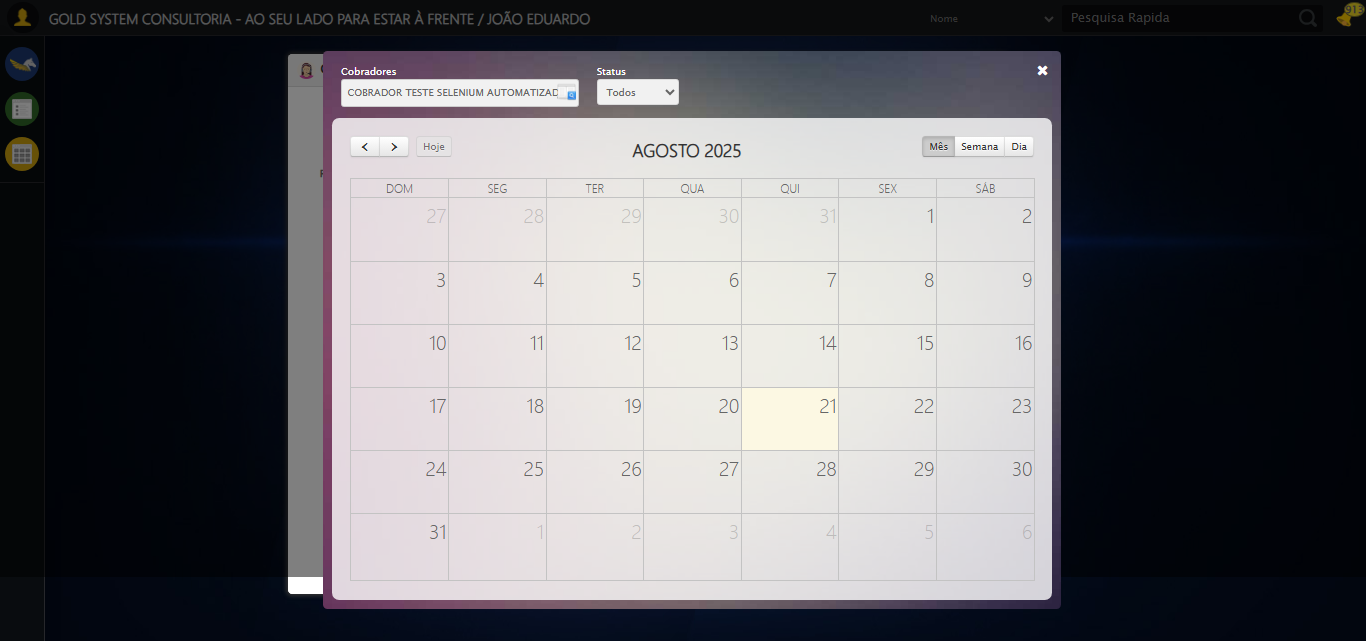 GOLD SYSTEM CONSULTORIA - AO SEU LADO PARA ESTAR À FRENTE / JOÃO EDUARDO
Nome
Pesquisa Rapida
913
Cobradores
Status
COBRADOR TESTE SELENIUM AUTOMATIZAD
Todos
Hoje
AGOSTO 2025
Mês Semana Dia
DOM SEG TER QUA QUI SEX SÁB
27 28 29 30 31 1 2
3 4 5 6 7 8 9
10 11 12 13 14 15 16
17 18 19 20 21 22 23
24 25 26 27 28 29 30
31 1 2 3 4 5 6